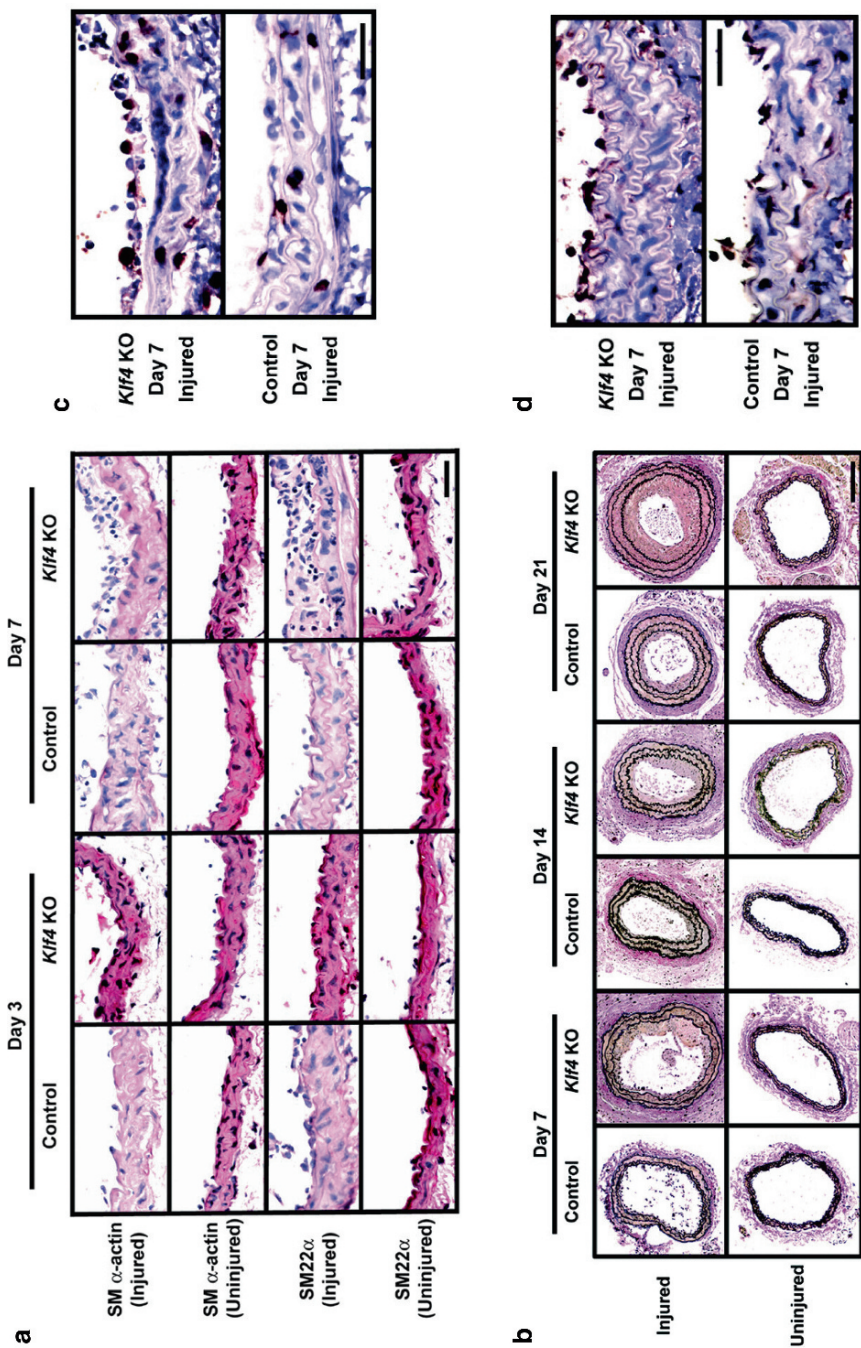 a
Day 3
Day 7
Control
Klf4 KO
Control
Klf4 KO
SM α-actin
(Injured)
SM α-actin
(Uninjured)
SM22α
(Injured)
SM22α
(Uninjured)
b
Day 7
Day 14
Day 21
Control
Klf4 KO
Control
Klf4 KO
Control
Klf4 KO
Injured
Uninjured
c
Klf4 KO
Day 7
Injured
Control
Day 7
Injured
d
Klf4 KO
Day 7
Injured
Control
Day 7
Injured